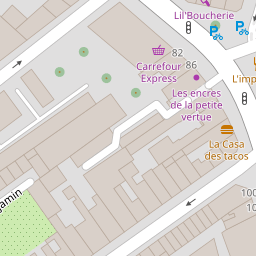 Lil'Boucherie
82
Carrefour
Express
86
L'imp
Les encres
de la petite
vertue
La Casa
des tacos
amin
100